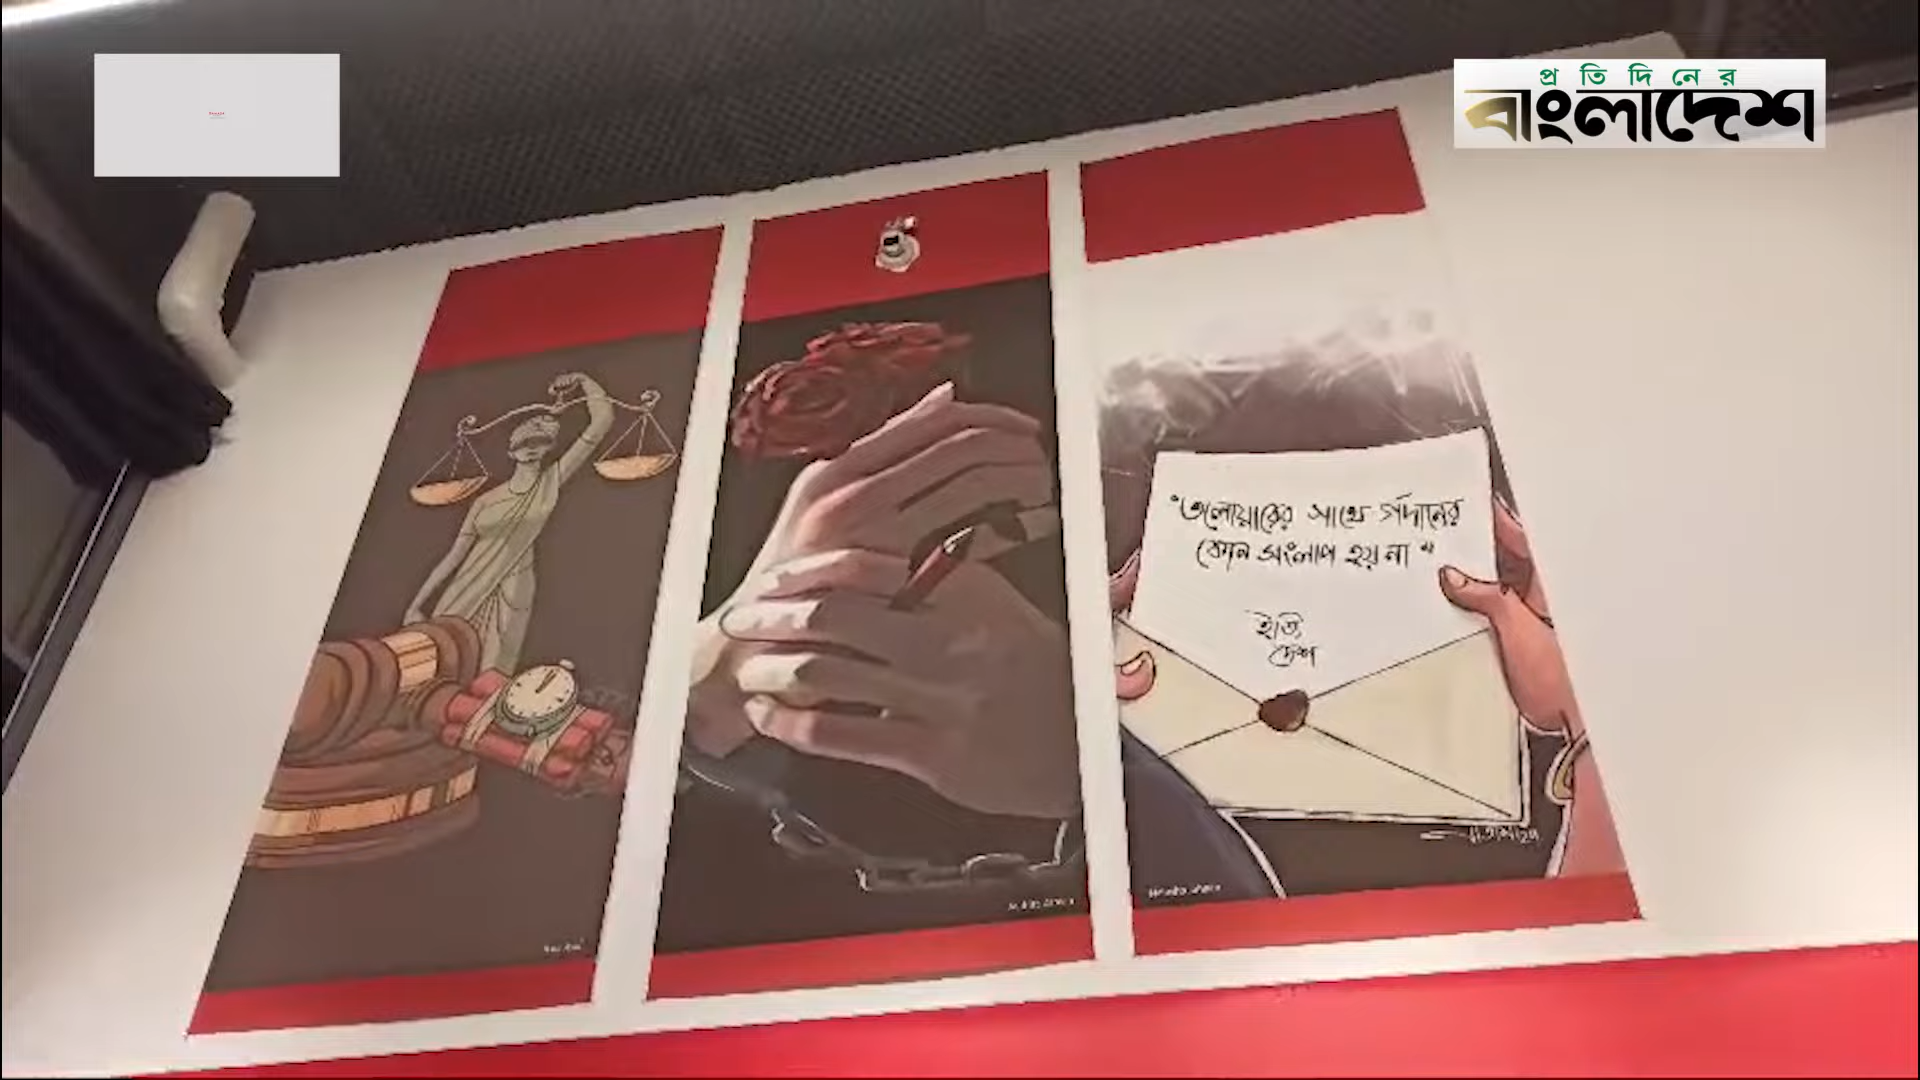 প্রতিদিনের
বাংলাদেশ
"তলোয়ারের সাথে গর্দানের
কোন সংলাপ হয় না"
ইতি
দেশ